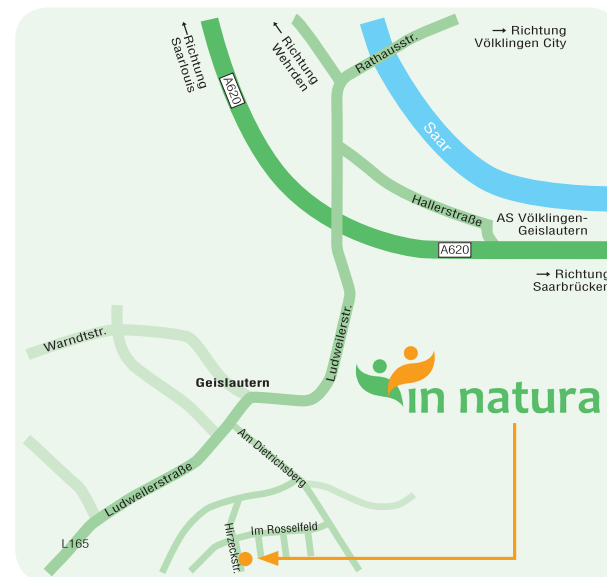 → Richtung
Völklingen City
←Richtung
Saarlouis
← Richtung
Wehrden
Rathausstr.
A620
Saar
Hallerstraße
AS Völklingen-
Geislautern
A620
→ Richtung
Saarbrücken
Ludweilerstr.
Warndtstr.
Geislautern
in natura
Am Dietrichsberg
Ludweilerstraße
Im Rosselfeld
Hirzeckstr.
L165